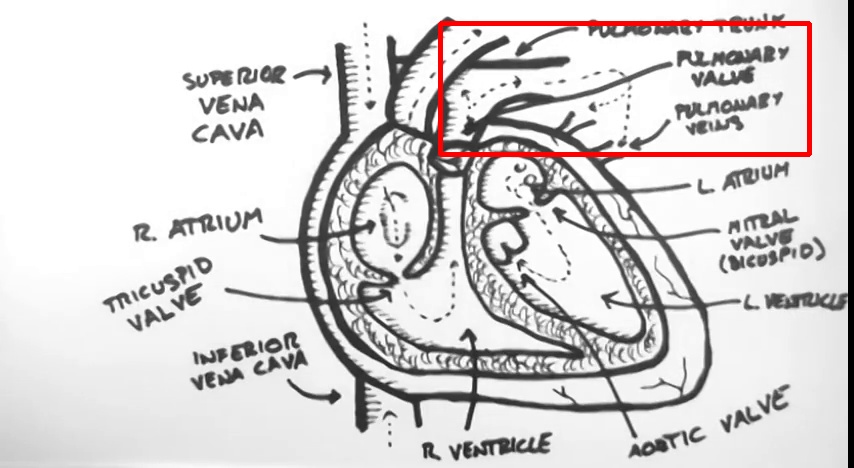 PULMONARY TRUNK
SUPERIOR
VENA
CAVA
PULMONARY
VALVE
PULMONARY
VEINS
L. ATRIUM
R. ATRIUM
MITRAL
VALVE
(BICUSPID)
TRICUSPID
VALVE
L. VENTRICLE
INFERIOR
VENA CAVA
R. VENTRICLE
AORTIC VALVE